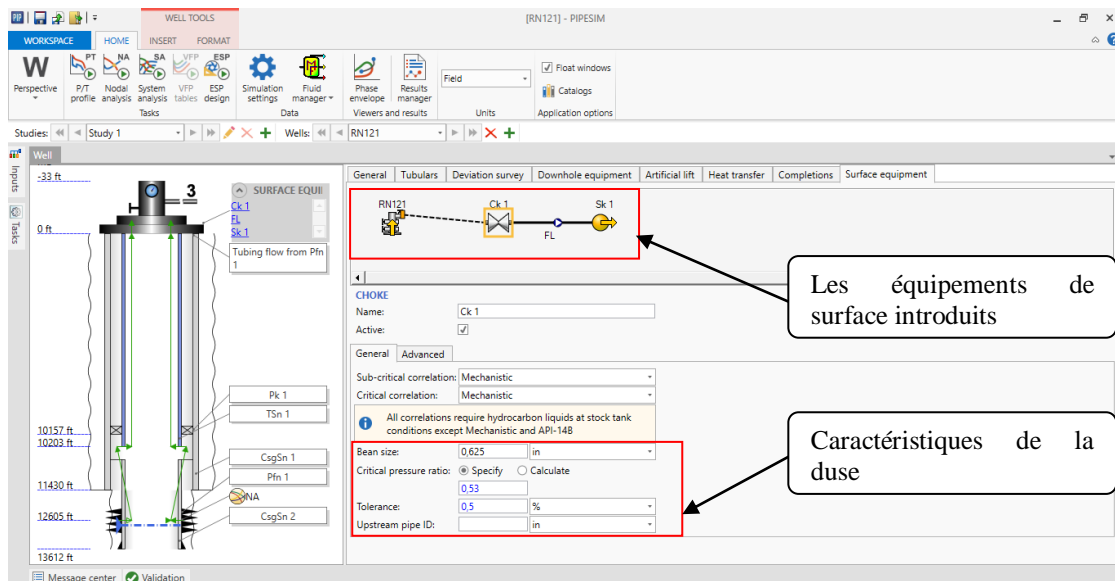 PIP
WELL TOOLS
[RN121] - PIPESIM
WORKSPACE HOME INSERT FORMAT
W
Perspective
PT
P/T profile
NA
Nodal analysis
SA
System analysis
VFP
VFP tables
ESP
ESP design
Simulation settings
Fluid manager
Phase envelope
Results manager
Field
Float windows
Catalogs
Tasks Data Viewers and results Units Application options
Studies: Study 1 Wells: RN121
Inputs
Tasks
Well
-33 ft
3
SURFACE EQUI
Ck 1
FL
Sk 1
0 ft
Tubing flow from Pfn
1
Pk 1
TSn 1
10157 ft
10203 ft
CsgSn 1
Pfn 1
11430 ft
NA
12605 ft
CsgSn 2
13612 ft
General Tubulars Deviation survey Downhole equipment Artificial lift Heat transfer Completions Surface equipment
RN121 Ck 1 Sk 1
FL
Les équipements de
surface introduits
CHOKE
Name: Ck 1
Active:
General Advanced
Sub-critical correlation: Mechanistic
Critical correlation: Mechanistic
All correlations require hydrocarbon liquids at stock tank
conditions except Mechanistic and API-14B
Bean size: 0,625 in
Critical pressure ratio: Specify Calculate
0,53
Tolerance: 0,5 %
Upstream pipe ID: in
Caractéristiques de la
duse
Message center Validation